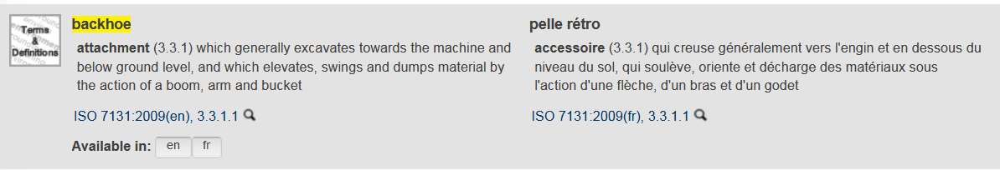 Terms
&
Definitions
backhoe
attachment (3.3.1) which generally excavates towards the machine and
below ground level, and which elevates, swings and dumps material by
the action of a boom, arm and bucket
ISO 7131:2009(en), 3.3.1.1
Available in: en fr
pelle rétro
accessoire (3.3.1) qui creuse généralement vers l'engin et en dessous du
niveau du sol, qui soulève, oriente et décharge des matériaux sous
l'action d'une flèche, d'un bras et d'un godet
ISO 7131:2009(fr), 3.3.1.1